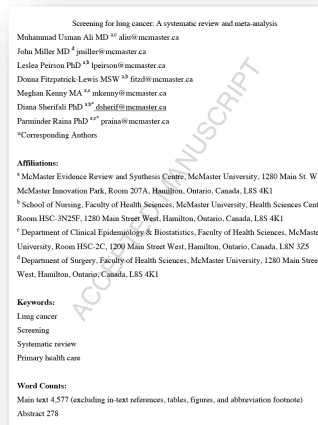 Screening for lung cancer: A systematic review and meta-analysis
Muhammad Usman Ali MD a,c aliu@mcmaster.ca
John Miller MD d jmiller@mcmaster.ca
Leslea Peirson PhD a,b lpeirson@mcmaster.ca
Donna Fitzpatrick-Lewis MSW a,b fitzd@mcmaster.ca
Meghan Kenny MA a,c mkenny@mcmaster.ca
Diana Sherifali PhD a,b* dsherif@mcmaster.ca
Parminder Raina PhD a,c* praina@mcmaster.ca
*Corresponding Authors
Affiliations:
a McMaster Evidence Review and Synthesis Centre, McMaster University, 1280 Main St. W
McMaster Innovation Park, Room 207A, Hamilton, Ontario, Canada, L8S 4K1
b School of Nursing, Faculty of Health Sciences, McMaster University, Health Sciences Cent
Room HSC-3N25F, 1280 Main Street West, Hamilton, Ontario, Canada, L8S 4K1
c Department of Clinical Epidemiology & Biostatistics, Faculty of Health Sciences, McMaste
University, Room HSC-2C, 1200 Main Street West, Hamilton, Ontario, Canada, L8N 3Z5
d Department of Surgery, Faculty of Health Sciences, McMaster University, 1280 Main Stree
West, Hamilton, Ontario, Canada, L8S 4K1
Keywords:
Lung cancer
Screening
Systematic review
Primary health care
Word Counts:
Main text 4,577 (excluding in-text references, tables, figures, and abbreviation footnote)
Abstract 278
ACCEPTED MANUSCRIPT